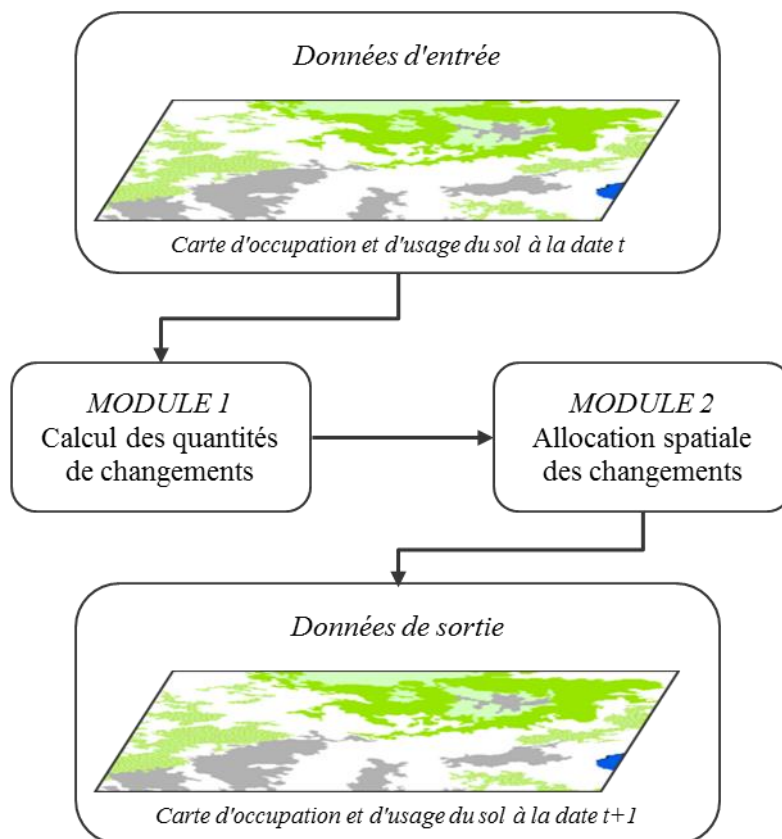 Données d'entrée
Carte d'occupation et d'usage du sol à la date t
MODULE 1
Calcul des quantités
de changements
MODULE 2
Allocation spatiale
des changements
Données de sortie
Carte d'occupation et d'usage du sol à la date t+1